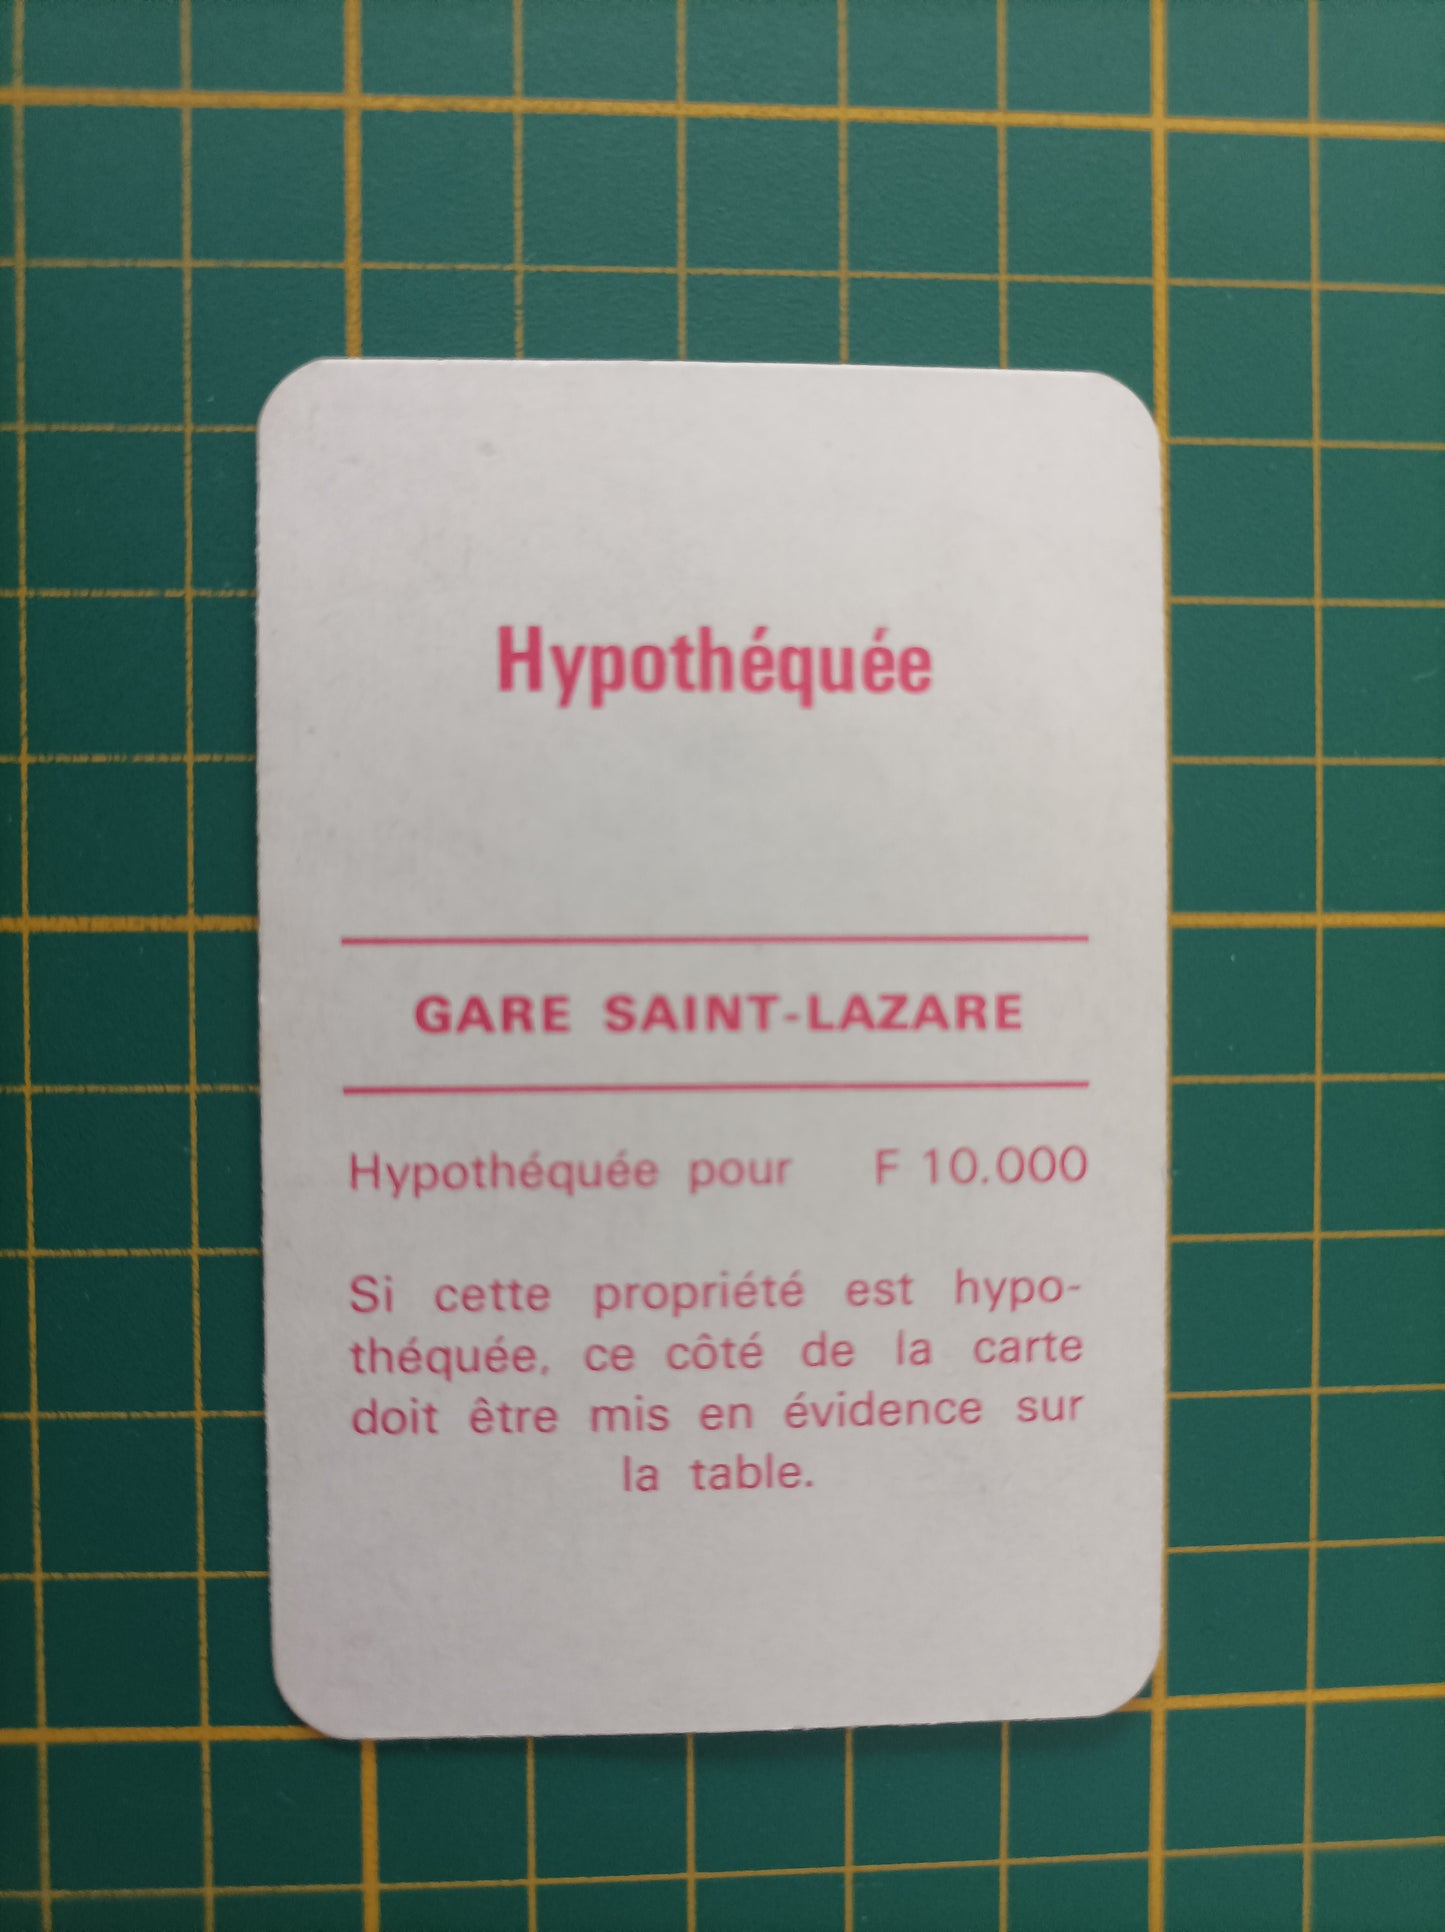 Hypothéquée
GARE SAINT-LAZARE
Hypothéquée pour F 10.000
Si cette propriété est hypo-
théquée, ce côté de la carte
doit être mis en évidence sur
la table.